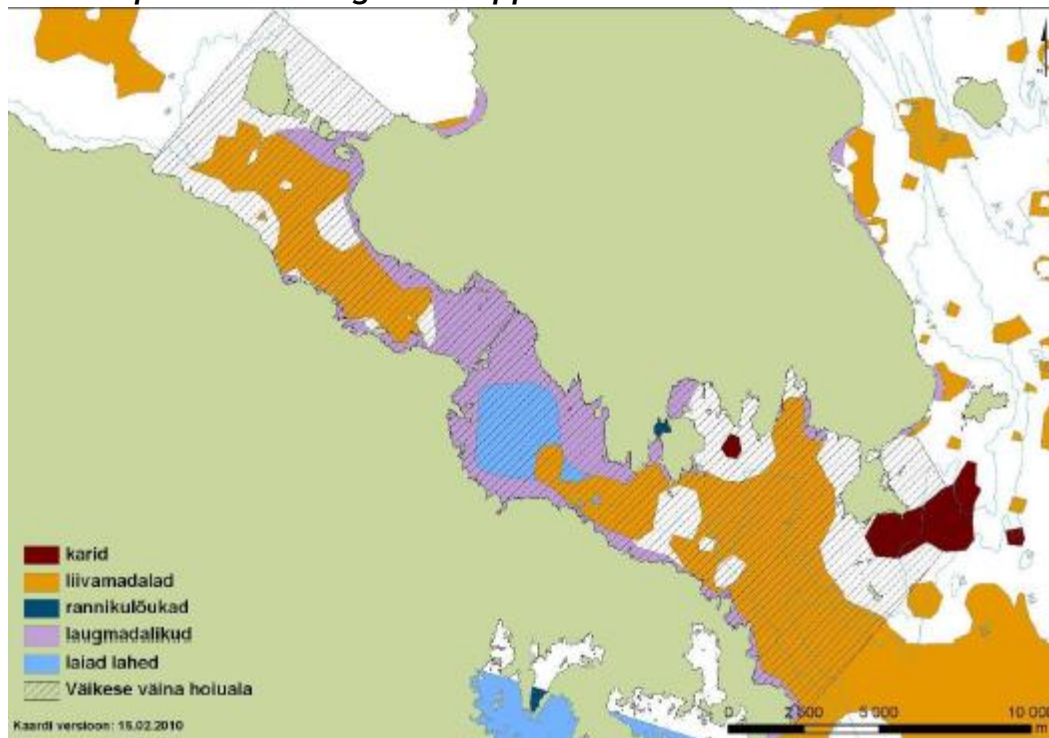 karid
liivamadalad
rannikulõukad
laugmadalikud
laiad lahed
Väikese väina hoiuala
Kaardi versioon: 15.02.2010
0 2 500 5 000 10 000
m